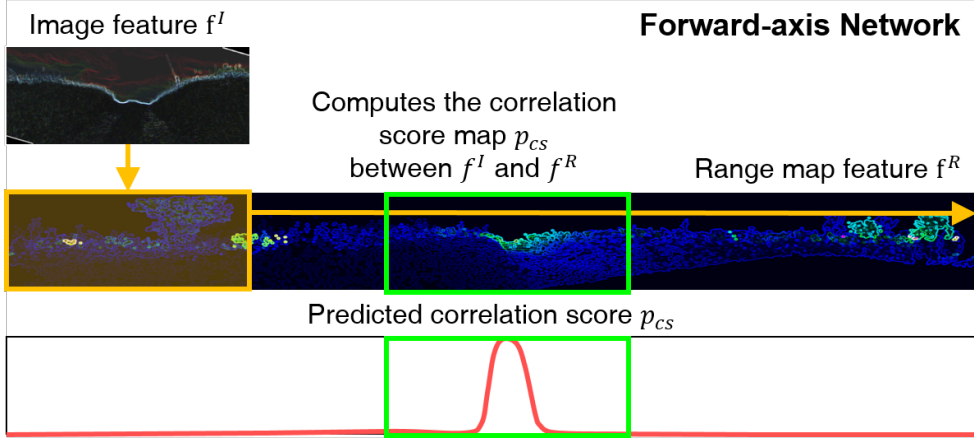 Image feature f^I
Forward-axis Network
Computes the correlation
score map p_cs
between f^I and f^R
Range map feature f^R
Predicted correlation score p_cs